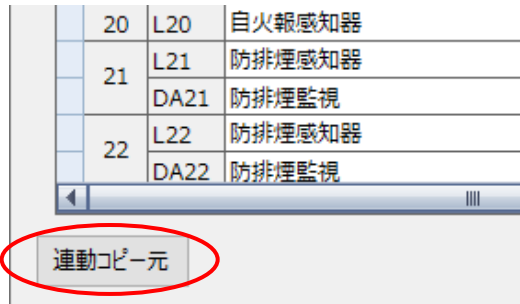 20 L20 自火報感知器
21 L21 防排煙感知器
DA21 防排煙監視
22 L22 防排煙感知器
DA22 防排煙監視
連動ｺﾋﾟｰ元